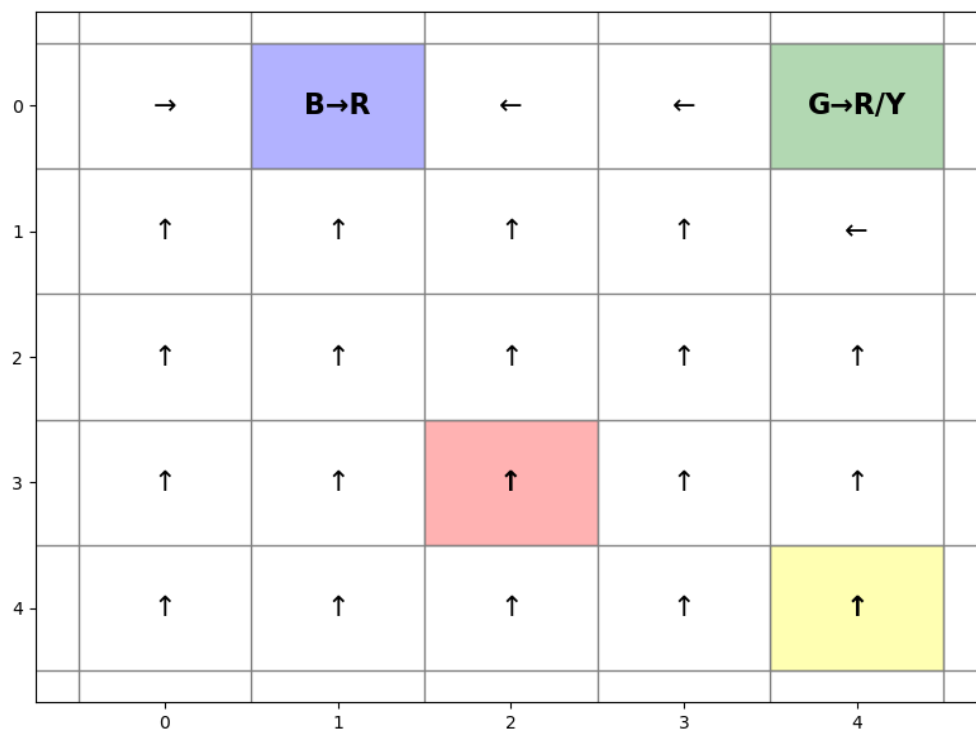 0 → B→R ← ← G→R/Y
1 ↑ ↑ ↑ ↑ ←
2 ↑ ↑ ↑ ↑ ↑
3 ↑ ↑ ↑ ↑ ↑
4 ↑ ↑ ↑ ↑ ↑
0 1 2 3 4